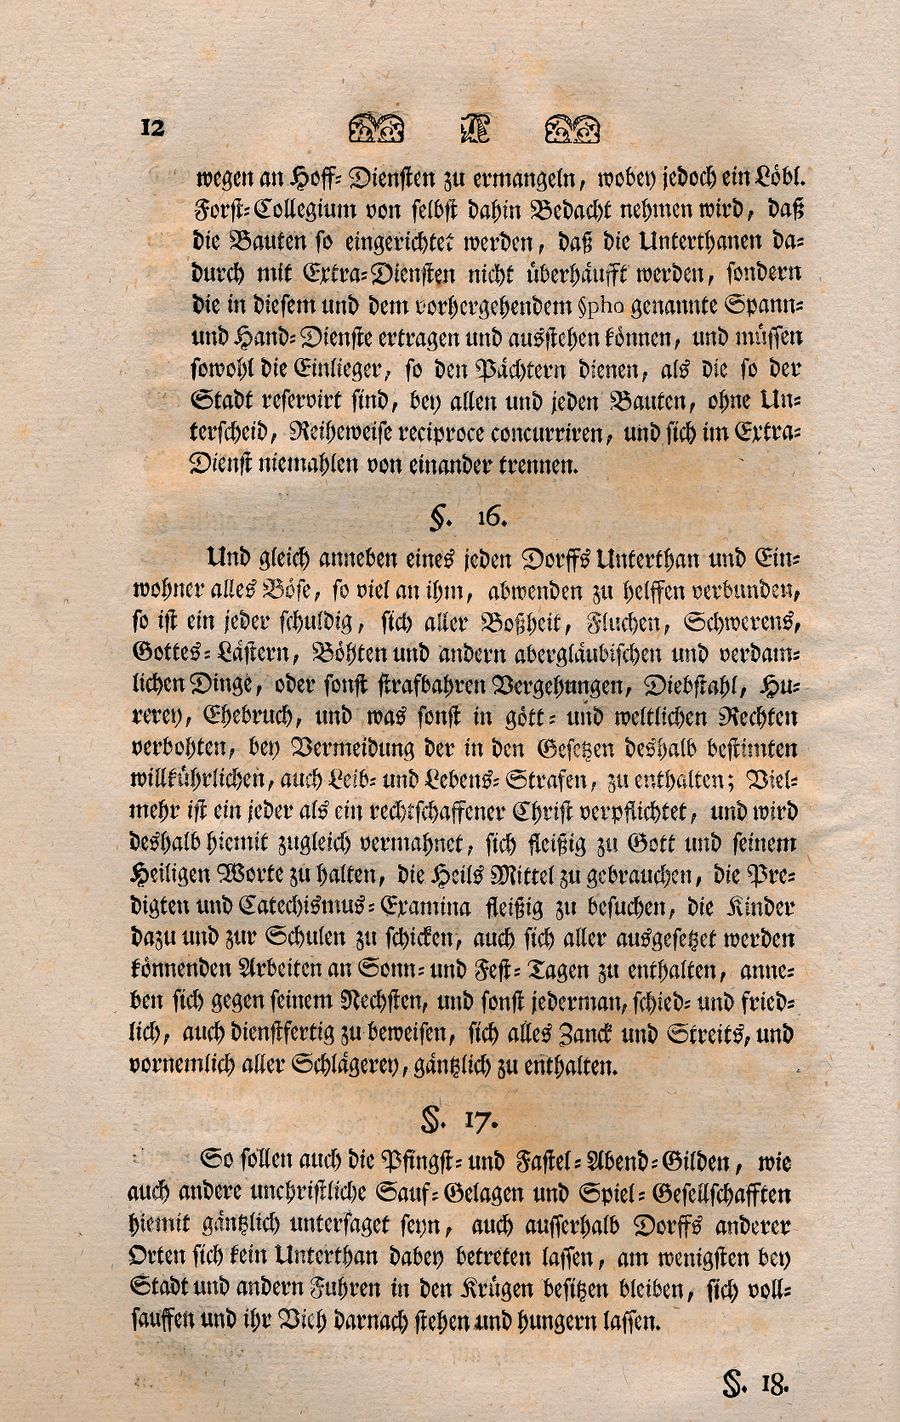 12
wegen an Hoff-Diensten zu ermangeln, wobey jedoch ein Löbl.
Forst-Collegium von selbst dahin Bedacht nehmen wird, daß
die Bauten so eingerichtet werden, daß die Unterthanen da-
durch mit Extra-Diensten nicht überhäufft werden, sondern
die in diesem und dem vorhergehendem §pho genannte Spann-
und Hand-Dienste ertragen und ausstehen können, und müssen
sowohl die Einlieger, so den Pächtern dienen, als die so der
Stadt reservirt sind, bey allen und jeden Bauten, ohne Un-
terscheid, Reiheweise reciproce concurriren, und sich im Extra-
Dienst niemahlen von einander trennen.
§. 16.
Und gleich anneben eines jeden Dorffs Unterthan und Ein-
wohner alles Böse, so viel an ihm, abwenden zu helffen verbunden,
so ist ein jeder schuldig, sich aller Boßheit, Fluchen, Schwerens,
Gottes-Lästern, Böhten und andern abergläubischen und verdam-
lichen Dinge, oder sonst strafbahren Vergehungen, Diebstahl, Hu-
rerey, Ehebruch, und was sonst in gött- und weltlichen Rechten
verbohten, bey Vermeidung der in den Gesetzen deshalb bestimten
willkührlichen, auch Leib- und Lebens-Strafen, zu enthalten; Viel-
mehr ist ein jeder als ein rechtschaffener Christ verpflichtet, und wird
deshalb hiemit zugleich vermahnet, sich fleißig zu Gott und seinem
Heiligen Worte zu halten, die Heils Mittel zu gebrauchen, die Pre-
digten und Catechismus-Examina fleißig zu besuchen, die Kinder
dazu und zur Schulen zu schicken, auch sich aller ausgesetzet werden
könnenden Arbeiten an Sonn- und Fest-Tagen zu enthalten, anne-
ben sich gegen seinem Nechsten, und sonst jederman, schied- und fried-
lich, auch dienstfertig zu beweisen, sich alles Zanck und Streits, und
vornemlich aller Schlägerey, gäntzlich zu enthalten.
§. 17.
So sollen auch die Pfingst- und Fastel-Abend-Gilden, wie
auch andere unchristliche Sauf-Gelagen und Spiel-Gesellschafften
hiemit gäntzlich untersaget seyn, auch ausserhalb Dorffs anderer
Orten sich kein Unterthan dabey betreten lassen, am wenigsten bey
Stadt und andern Fuhren in den Krügen besitzen bleiben, sich voll-
sauffen und ihr Vieh darnach stehen und hungern lassen.
§. 18.